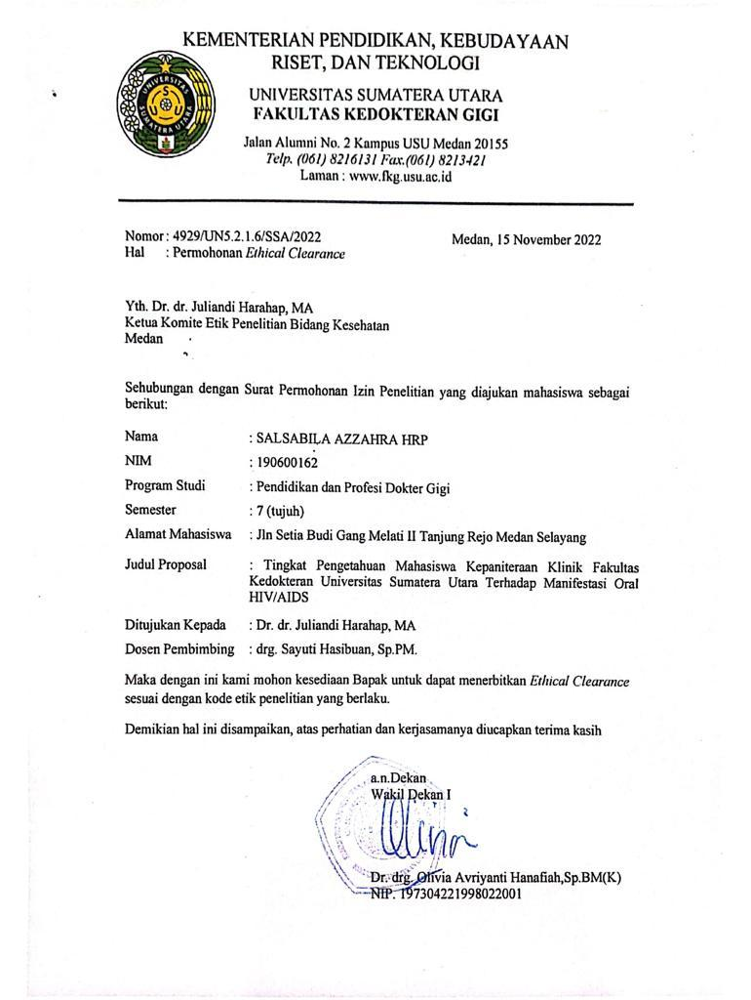 KEMENTERIAN PENDIDIKAN, KEBUDAYAAN
RISET, DAN TEKNOLOGI
UNIVERSITAS SUMATERA UTARA
UNIVERSITAS SUMATERA UTARA
FAKULTAS KEDOKTERAN GIGI
Jalan Alumni No. 2 Kampus USU Medan 20155
Telp. (061) 8216131 Fax.(061) 8213421
Laman : www.fkg.usu.ac.id
Nomor : 4929/UN5.2.1.6/SSA/2022 Medan, 15 November 2022
Hal : Permohonan Ethical Clearance
Yth. Dr. dr. Juliandi Harahap, MA
Ketua Komite Etik Penelitian Bidang Kesehatan
Medan
Sehubungan dengan Surat Permohonan Izin Penelitian yang diajukan mahasiswa sebagai
berikut:
Nama : SALSABILA AZZAHRA HRP
NIM : 190600162
Program Studi : Pendidikan dan Profesi Dokter Gigi
Semester : 7 (tujuh)
Alamat Mahasiswa : Jln Setia Budi Gang Melati II Tanjung Rejo Medan Selayang
Judul Proposal : Tingkat Pengetahuan Mahasiswa Kepaniteraan Klinik Fakultas
Kedokteran Universitas Sumatera Utara Terhadap Manifestasi Oral
HIV/AIDS
Ditujukan Kepada : Dr. dr. Juliandi Harahap, MA
Dosen Pembimbing : drg. Sayuti Hasibuan, Sp.PM.
Maka dengan ini kami mohon kesediaan Bapak untuk dapat menerbitkan Ethical Clearance
sesuai dengan kode etik penelitian yang berlaku.
Demikian hal ini disampaikan, atas perhatian dan kerjasamanya diucapkan terima kasih
a.n.Dekan
Wakil Dekan I
Dr. drg. Olivia Avriyanti Hanafiah,Sp.BM(K)
NIP. 197304221998022001